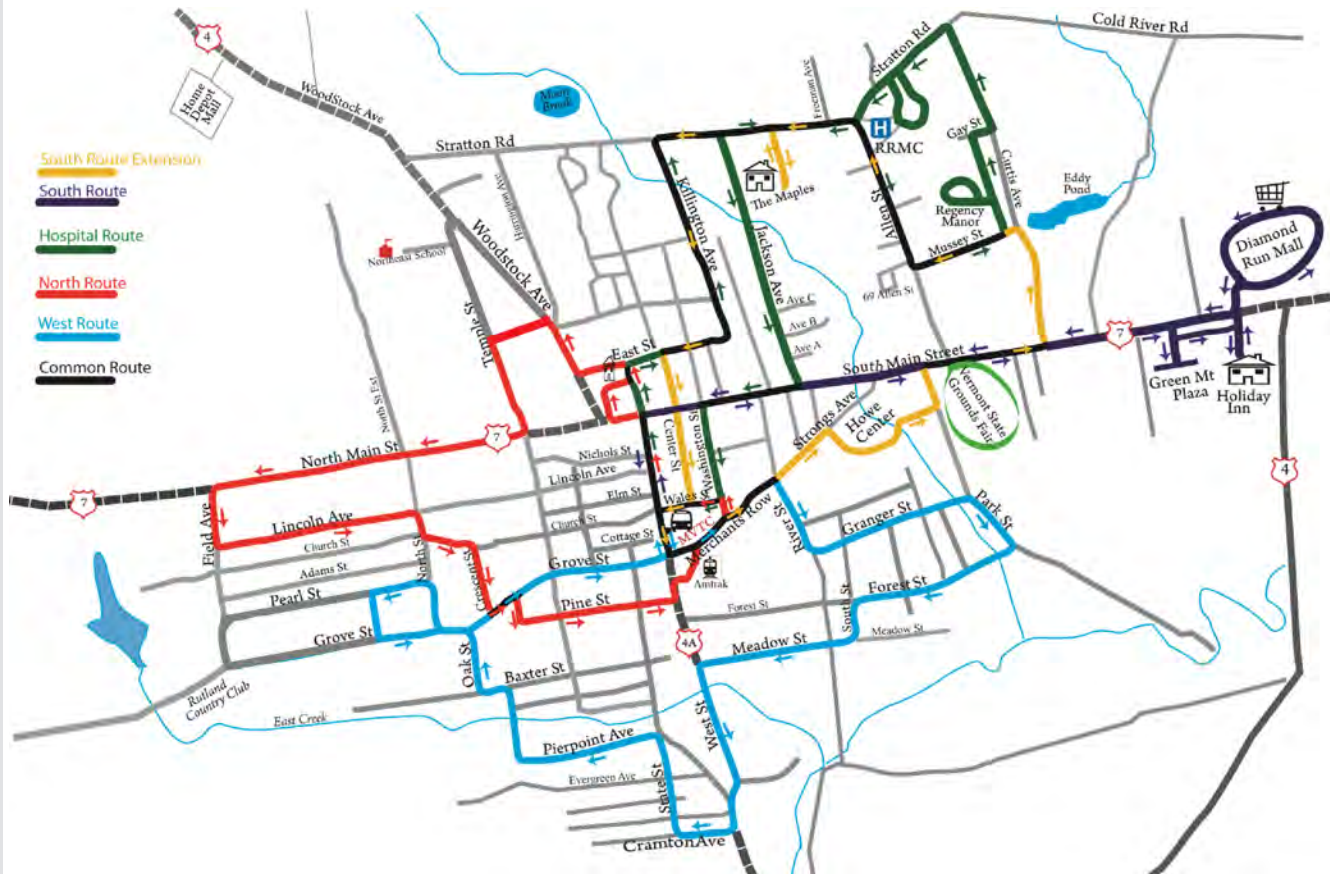 4
Home
Depot
Mall
WoodStock Ave
Stratton Rd
Cold River Rd
Freeman Ave
Stratton Rd
H
RRMC
Gay St
Curtis Ave
South Route Extension
South Route
Hospital Route
North Route
West Route
Common Route
Harrington Ave
Killington Ave
The Maples
Jackson Ave
Allen St
Regency
Manor
Mussey St
Eddy
Pond
Diamond
Run Mall
Northeast School
Woodstock Ave
Temple St
69 Allen St
Ave C
Ave B
Ave A
East St
South Main Street
7
Green Mt
Plaza
Holiday
Inn
Vermont State
Grounds Fair
North St Ext
North Main St
7
7
Nichols St
Lincoln Ave
Elm St
Church St
Cottage St
Center St
Washington St
Wales St
MVTC
Merchants Row
Strongs Ave
Howe
Center
4
Field Ave
Lincoln Ave
Church St
Adams St
Pearl St
Grove St
North St
Crescent St
Grove St
Pine St
Amtrak
River St
Granger St
Park St
Forest St
Forest St
South St
Meadow St
Meadow St
4A
Rutland
Country Club
East Creek
Oak St
Baxter St
Pierpoint Ave
Evergreen Ave
State St
West St
CramtonAve